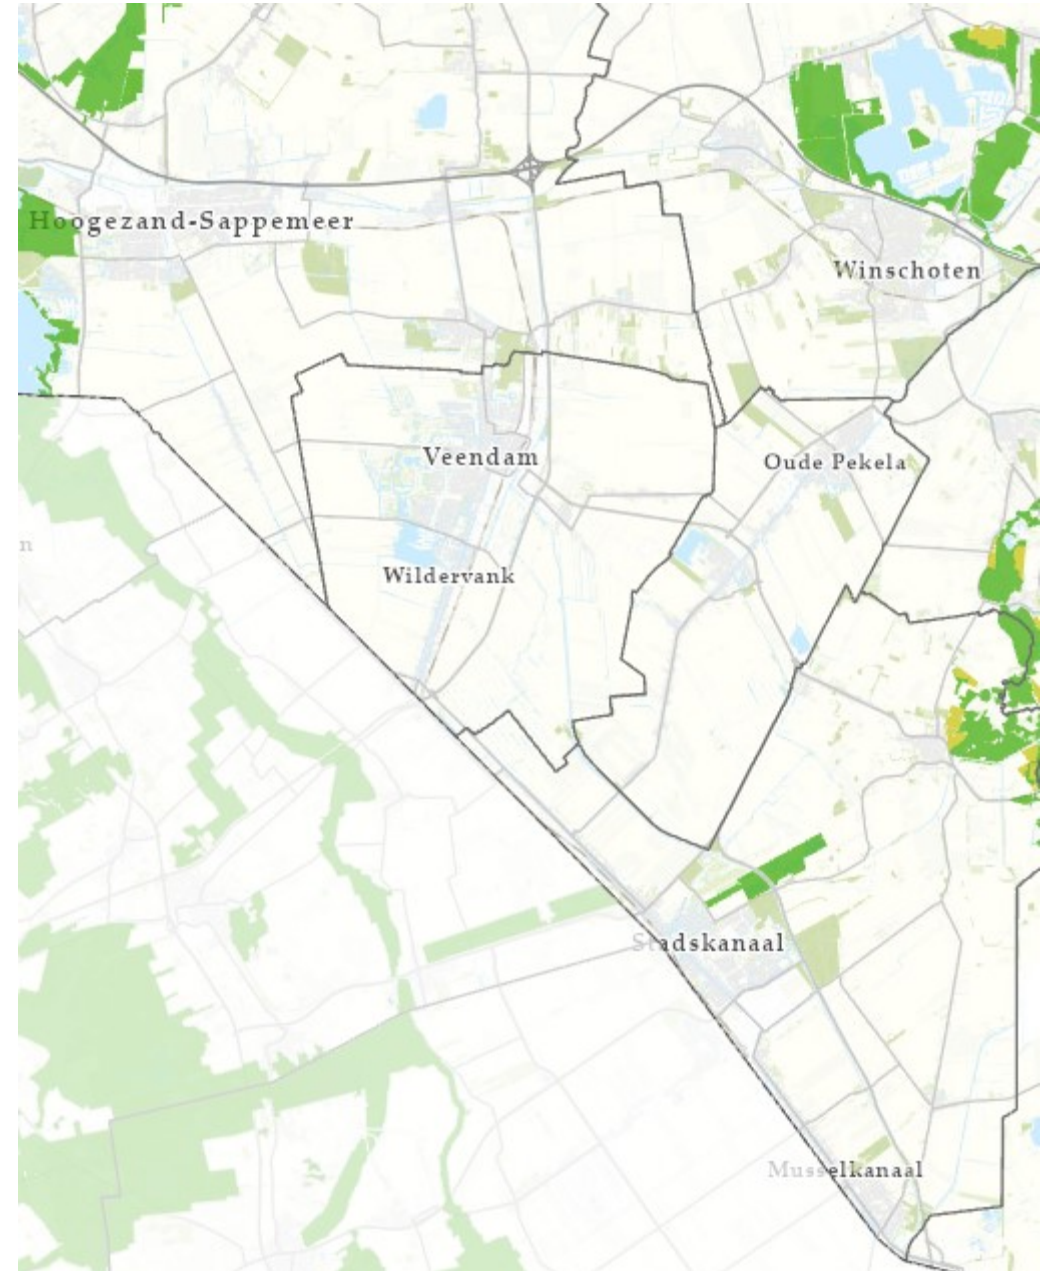 Hoogezand-Sappemeer
Winschoten
Veendam
Oude Pekela
n
Wildervank
Stadskanaal
Musselkanaal